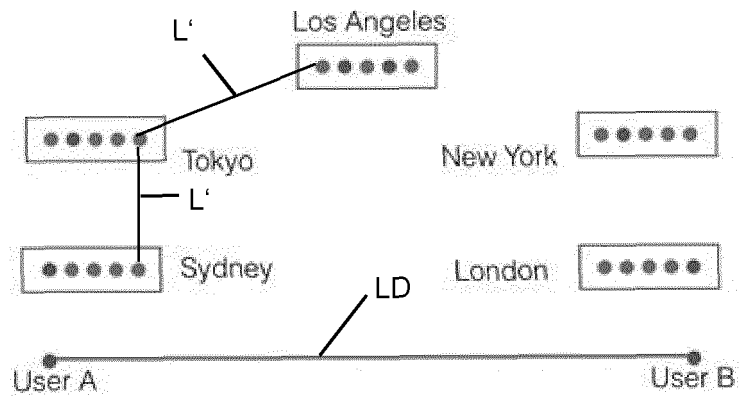 Los Angeles
L‘
Tokyo
New York
L‘
Sydney
London
LD
User A
User B